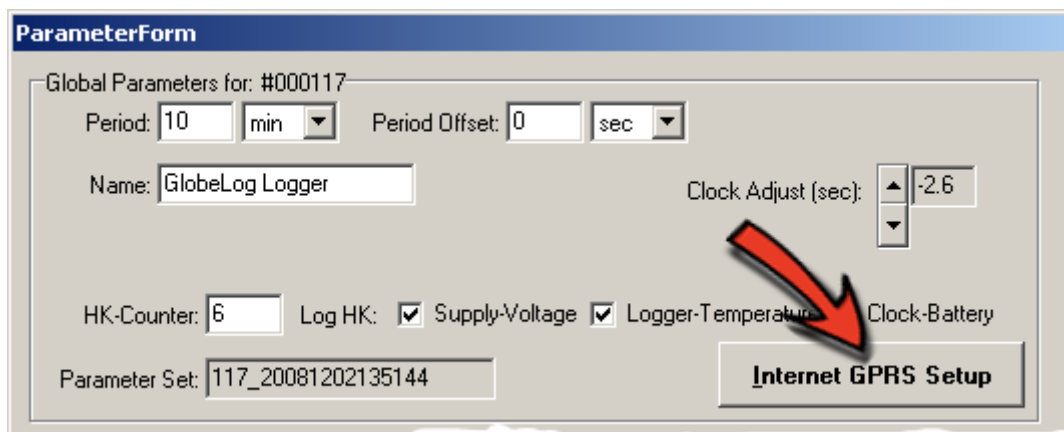 ParameterForm
Global Parameters for: #000117
Period: 10 min Period Offset: 0 sec
Name: GlobeLog Logger Clock Adjust (sec): -2.6
HK-Counter: 6 Log HK: Supply-Voltage Logger-Temperature Clock-Battery
Parameter Set: 117_20081202135144 Internet GPRS Setup